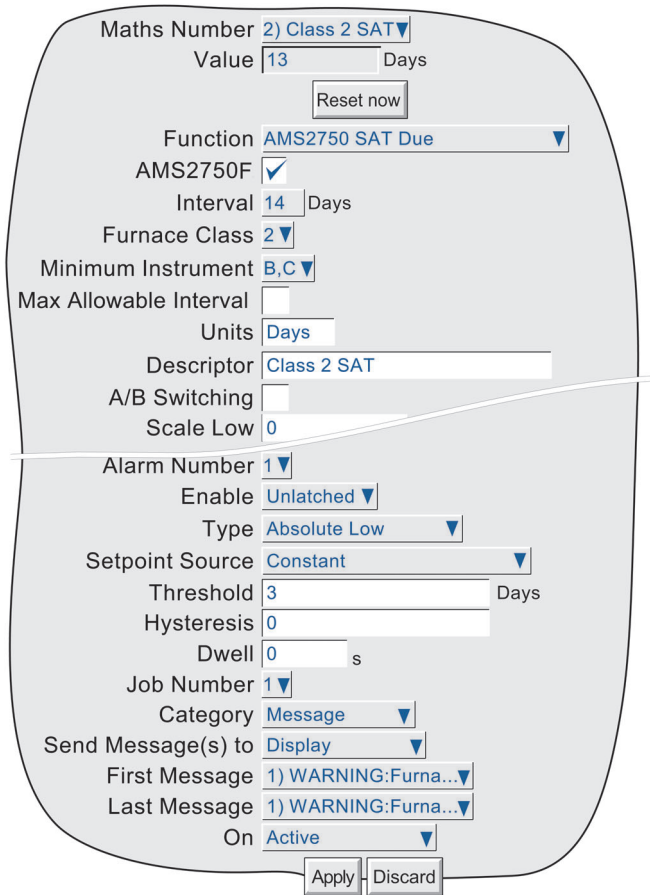 Maths Number 2) Class 2 SAT
Value 13 Days
Reset now
Function AMS2750 SAT Due
AMS2750F
Interval 14 Days
Furnace Class 2
Minimum Instrument B,C
Max Allowable Interval
Units Days
Descriptor Class 2 SAT
A/B Switching
Scale Low 0
Alarm Number 1
Enable Unlatched
Type Absolute Low
Setpoint Source Constant
Threshold 3 Days
Hysteresis 0
Dwell 0 s
Job Number 1
Category Message
Send Message(s) to Display
First Message 1) WARNING:Furna...
Last Message 1) WARNING:Furna...
On Active
Apply Discard